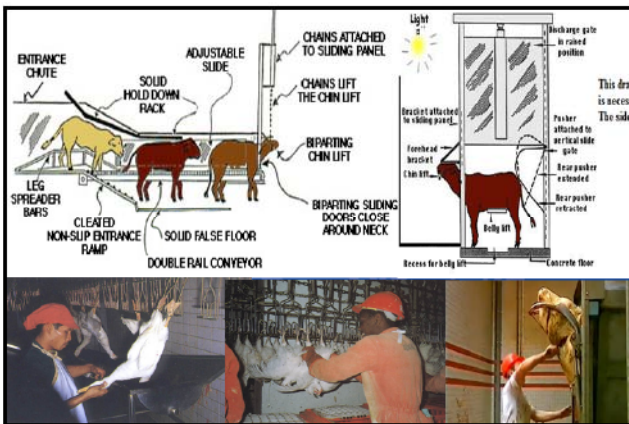 ENTRANCE
CHUTE
SOLID
HOLD DOWN
RACK
ADJUSTABLE
SLIDE
CHAINS ATTACHED
TO SLIDING PANEL
CHAINS LIFT
THE CHIN LIFT
BIPARTING
CHIN LIFT
BIPARTING SLIDING
DOORS CLOSE
AROUND NECK
LEG
SPREADER
BARS
CLEATED
NON-SLIP ENTRANCE
RAMP
SOLID FALSE FLOOR
DOUBLE RAIL CONVEYOR
Light
Discharge gate
is in raised
position
This dra
is neces
The side
Bracket attached
to sliding panel
Forehead
bracket
Chin lift
Pusher
attached to
vertical slide
gate
Rear pusher
extended
Rear pusher
retracted
Belly lift
Recess for belly lift
Concrete floor